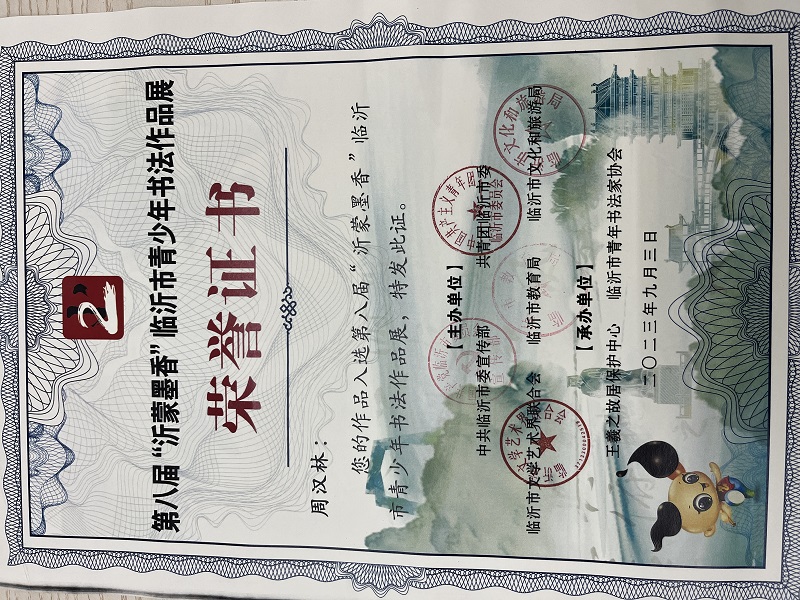 第八届“沂蒙墨香”临沂市青少年书法作品展
荣誉证书
周汉林：
您的作品入选第八届“沂蒙墨香”临沂
市青少年书法作品展，特发此证。
【主办单位】
中共临沂市委宣传部 共青团临沂市委
临沂市文学艺术界联合会 临沂市教育局 临沂市文化和旅游局
【承办单位】
王羲之故居保护中心 临沂市青年书法家协会
二〇二三年九月三日